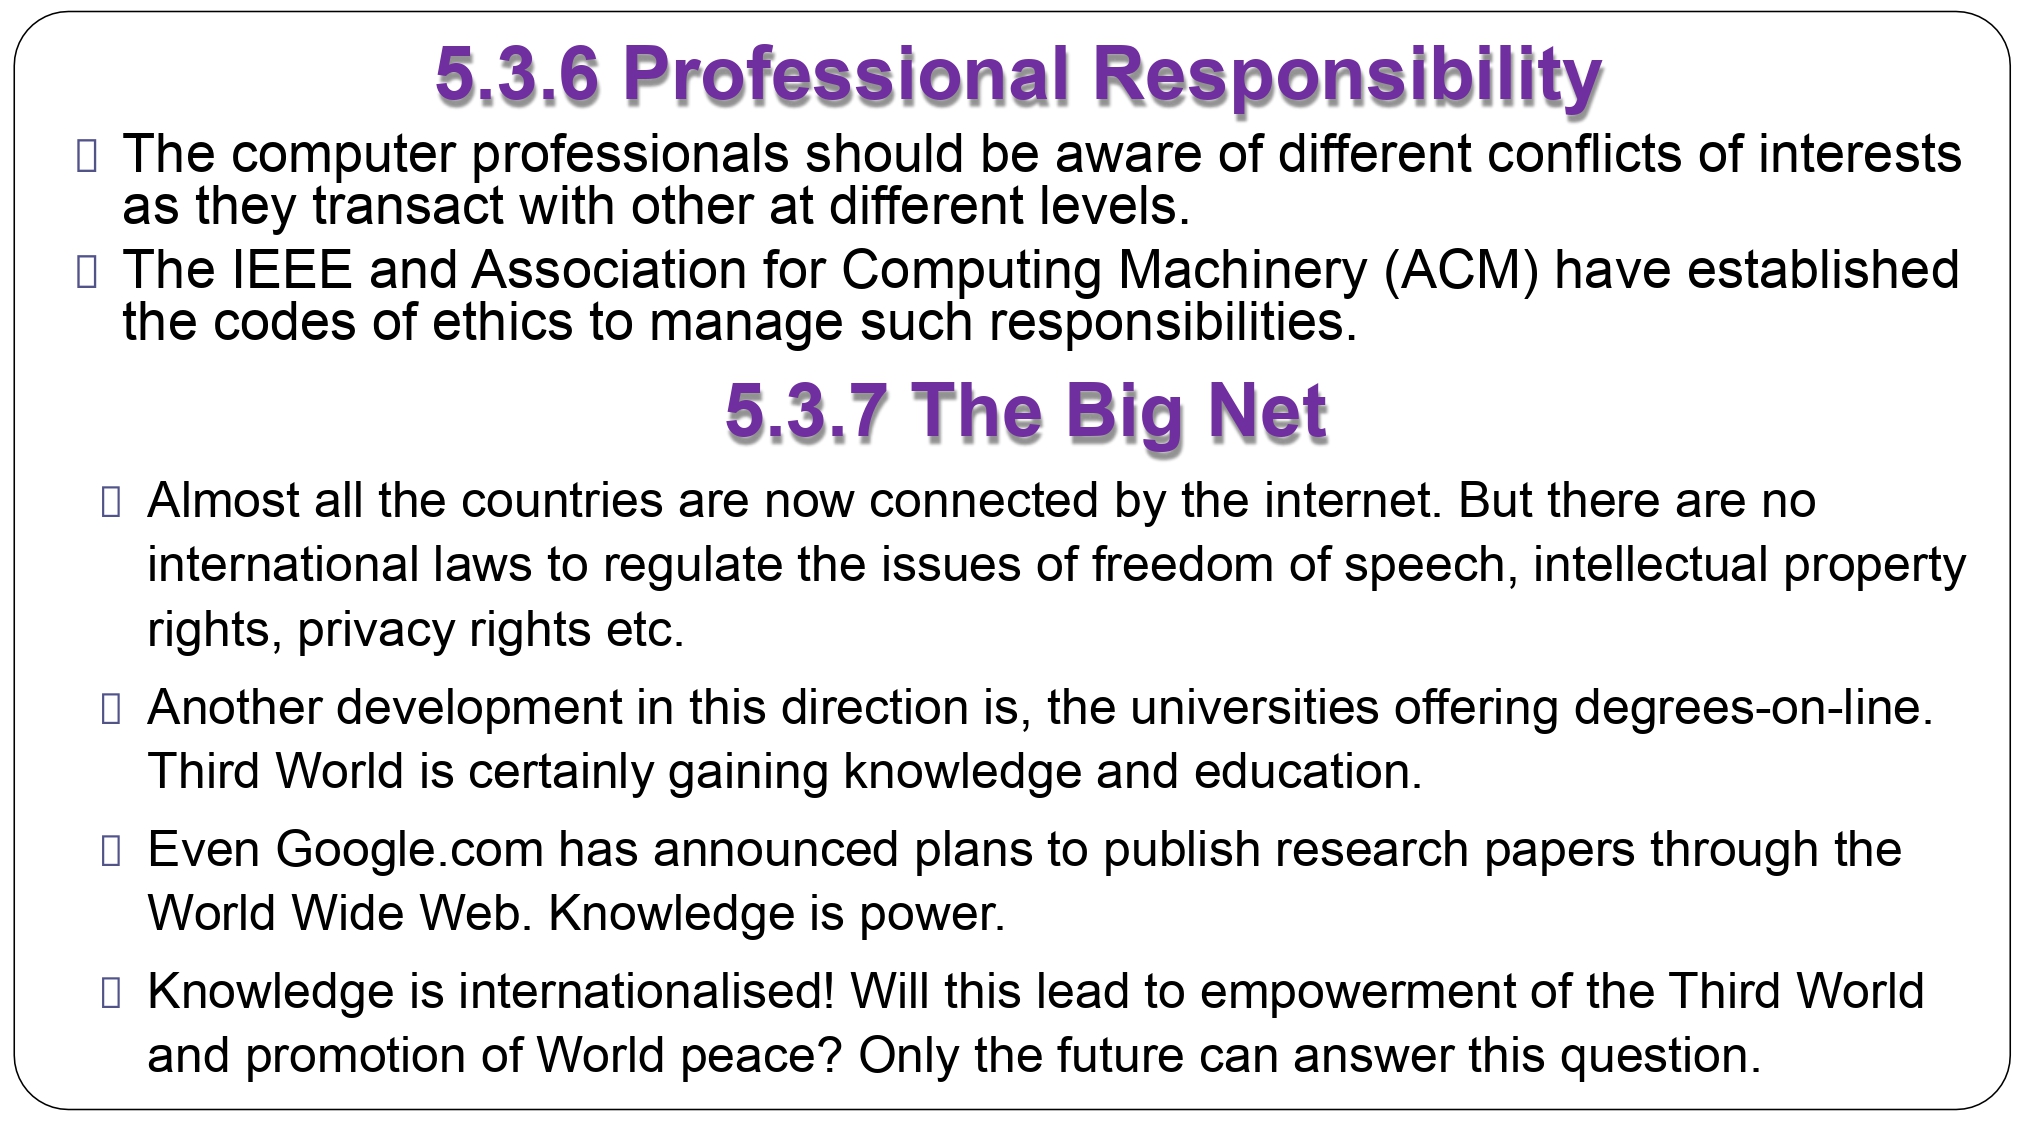 5.3.6 Professional Responsibility
The computer professionals should be aware of different conflicts of interests
as they transact with other at different levels.
The IEEE and Association for Computing Machinery (ACM) have established
the codes of ethics to manage such responsibilities.
5.3.7 The Big Net
Almost all the countries are now connected by the internet. But there are no
international laws to regulate the issues of freedom of speech, intellectual property
rights, privacy rights etc.
Another development in this direction is, the universities offering degrees-on-line.
Third World is certainly gaining knowledge and education.
Even Google.com has announced plans to publish research papers through the
World Wide Web. Knowledge is power.
Knowledge is internationalised! Will this lead to empowerment of the Third World
and promotion of World peace? Only the future can answer this question.